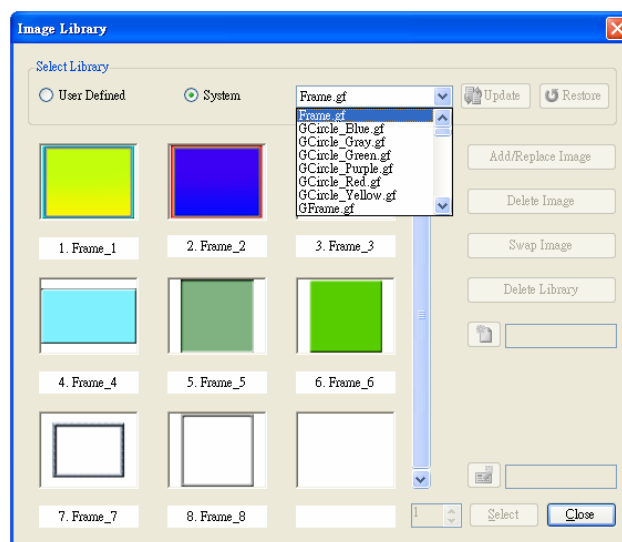 Image Library
Select Library
User Defined
System
Frame.gf
Update
Restore
Frame.gf
GCircle_Blue.gf
GCircle_Gray.gf
GCircle_Green.gf
GCircle_Purple.gf
GCircle_Red.gf
GCircle_Yellow.gf
GFrame.gf
Add/Replace Image
Delete Image
1. Frame_1
2. Frame_2
3. Frame_3
Swap Image
Delete Library
4. Frame_4
5. Frame_5
6. Frame_6
7. Frame_7
8. Frame_8
1
Select
Close